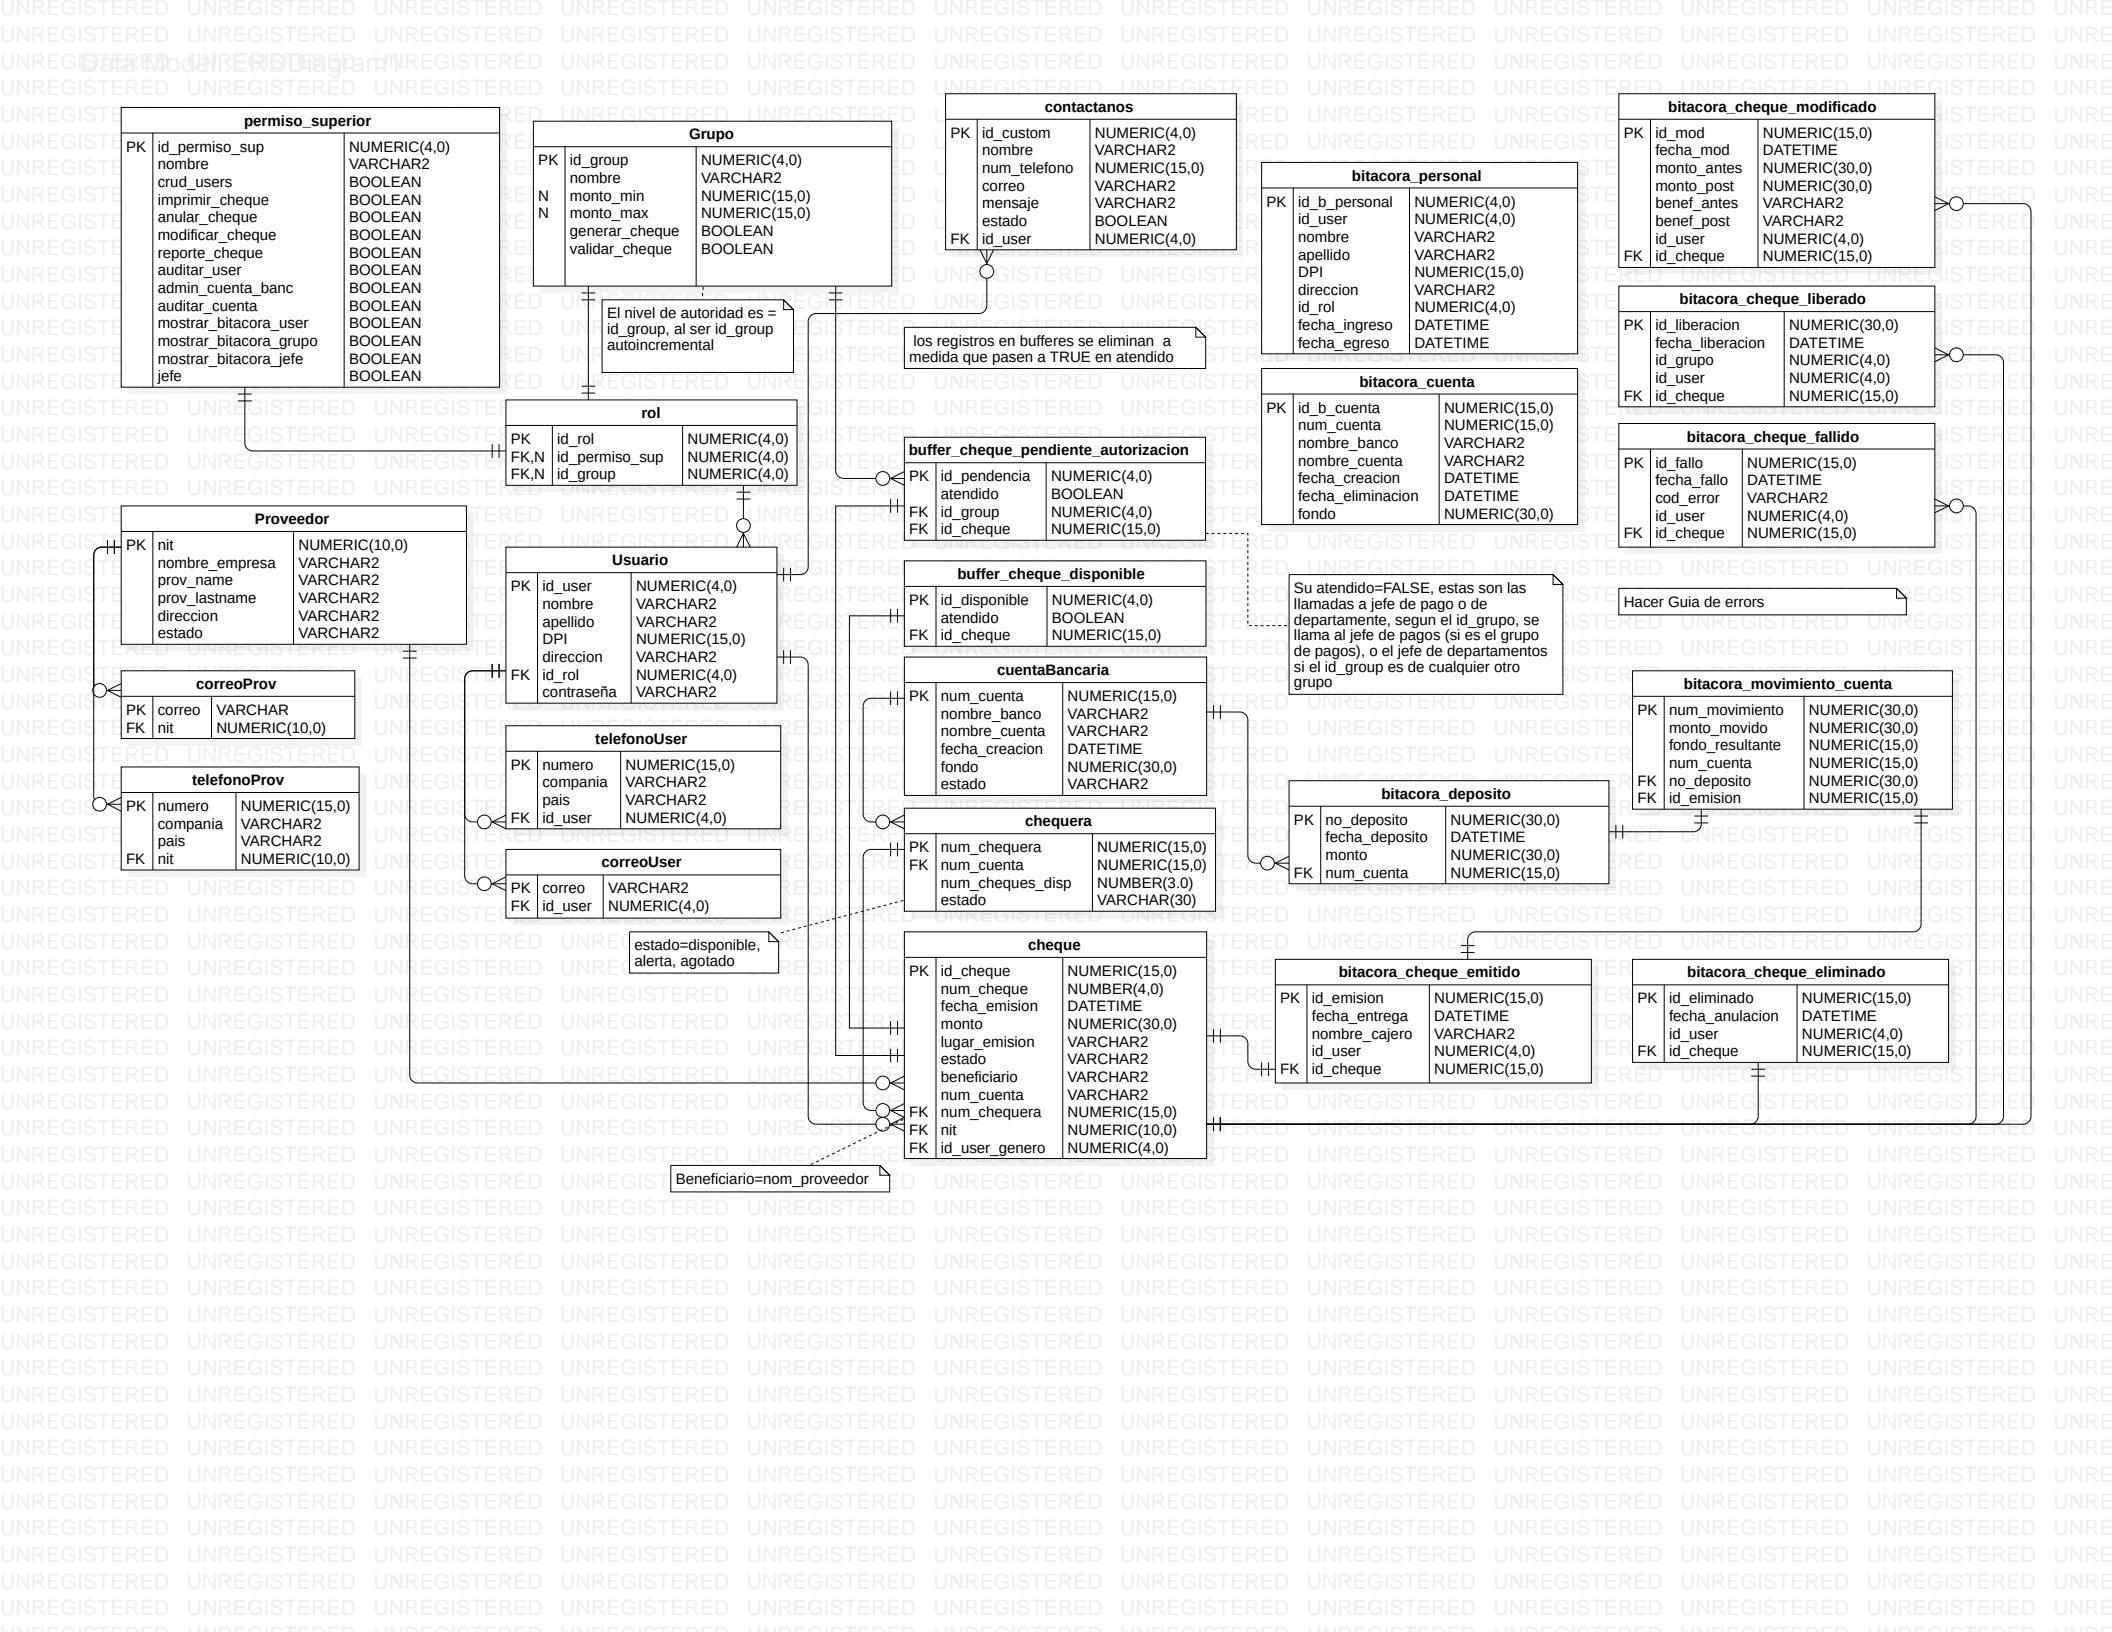 Data Model ERDDiagram1
permiso_superior
PK id_permiso_sup NUMERIC(4,0)
nombre VARCHAR2
crud_users BOOLEAN
imprimir_cheque BOOLEAN
anular_cheque BOOLEAN
modificar_cheque BOOLEAN
reporte_cheque BOOLEAN
auditar_user BOOLEAN
admin_cuenta_banc BOOLEAN
auditar_cuenta BOOLEAN
mostrar_bitacora_user BOOLEAN
mostrar_bitacora_grupo BOOLEAN
mostrar_bitacora_jefe BOOLEAN
jefe BOOLEAN
Grupo
PK id_group NUMERIC(4,0)
nombre VARCHAR2
N monto_min NUMERIC(15,0)
N monto_max NUMERIC(15,0)
generar_cheque BOOLEAN
validar_cheque BOOLEAN
El nivel de autoridad es =
id_group, al ser id_group
autoincremental
contactanos
PK id_custom NUMERIC(4,0)
nombre VARCHAR2
num_telefono NUMERIC(15,0)
correo VARCHAR2
mensaje VARCHAR2
estado BOOLEAN
FK id_user NUMERIC(4,0)
los registros en bufferes se eliminan a
medida que pasen a TRUE en atendido
bitacora_personal
PK id_b_personal NUMERIC(4,0)
id_user NUMERIC(4,0)
nombre VARCHAR2
apellido VARCHAR2
DPI NUMERIC(15,0)
direccion VARCHAR2
id_rol NUMERIC(4,0)
fecha_ingreso DATETIME
fecha_egreso DATETIME
bitacora_cuenta
PK id_b_cuenta NUMERIC(15,0)
num_cuenta NUMERIC(15,0)
nombre_banco VARCHAR2
nombre_cuenta VARCHAR2
fecha_creacion DATETIME
fecha_eliminacion DATETIME
fondo NUMERIC(30,0)
bitacora_cheque_modificado
PK id_mod NUMERIC(15,0)
fecha_mod DATETIME
monto_antes NUMERIC(30,0)
monto_post NUMERIC(30,0)
benef_antes VARCHAR2
benef_post VARCHAR2
id_user NUMERIC(4,0)
FK id_cheque NUMERIC(15,0)
bitacora_cheque_liberado
PK id_liberacion NUMERIC(30,0)
fecha_liberacion DATETIME
id_grupo NUMERIC(4,0)
id_user NUMERIC(4,0)
FK id_cheque NUMERIC(15,0)
bitacora_cheque_fallido
PK id_fallo NUMERIC(15,0)
fecha_fallo DATETIME
cod_error VARCHAR2
id_user NUMERIC(4,0)
FK id_cheque NUMERIC(15,0)
Hacer Guia de errors
rol
PK id_rol NUMERIC(4,0)
FK,N id_permiso_sup NUMERIC(4,0)
FK,N id_group NUMERIC(4,0)
buffer_cheque_pendiente_autorizacion
PK id_pendencia NUMERIC(4,0)
atendido BOOLEAN
FK id_group NUMERIC(4,0)
FK id_cheque NUMERIC(15,0)
Su atendido=FALSE, estas son las
llamadas a jefe de pago o de
departamente, segun el id_grupo, se
llama al jefe de pagos (si es el grupo
de pagos), o el jefe de departamentos
si el id_group es de cualquier otro
grupo
Proveedor
PK nit NUMERIC(10,0)
nombre_empresa VARCHAR2
prov_name VARCHAR2
prov_lastname VARCHAR2
direccion VARCHAR2
estado VARCHAR2
correoProv
PK correo VARCHAR
FK nit NUMERIC(10,0)
telefonoProv
PK numero NUMERIC(15,0)
compania VARCHAR2
pais VARCHAR2
FK nit NUMERIC(10,0)
Usuario
PK id_user NUMERIC(4,0)
nombre VARCHAR2
apellido VARCHAR2
DPI NUMERIC(15,0)
direccion VARCHAR2
FK id_rol NUMERIC(4,0)
contraseña VARCHAR2
telefonoUser
PK numero NUMERIC(15,0)
compania VARCHAR2
pais VARCHAR2
FK id_user NUMERIC(4,0)
correoUser
PK correo VARCHAR2
FK id_user NUMERIC(4,0)
estado=disponible,
alerta, agotado
buffer_cheque_disponible
PK id_disponible NUMERIC(4,0)
atendido BOOLEAN
FK id_cheque NUMERIC(15,0)
cuentaBancaria
PK num_cuenta NUMERIC(15,0)
nombre_banco VARCHAR2
nombre_cuenta VARCHAR2
fecha_creacion DATETIME
fondo NUMERIC(30,0)
estado VARCHAR2
chequera
PK num_chequera NUMERIC(15,0)
FK num_cuenta NUMERIC(15,0)
num_cheques_disp NUMBER(3.0)
estado VARCHAR(30)
cheque
PK id_cheque NUMERIC(15,0)
num_cheque NUMBER(4,0)
fecha_emision DATETIME
monto NUMERIC(30,0)
lugar_emision VARCHAR2
estado VARCHAR2
beneficiario VARCHAR2
num_cuenta VARCHAR2
FK num_chequera NUMERIC(15,0)
FK nit NUMERIC(10,0)
FK id_user_genero NUMERIC(4,0)
Beneficiario=nom_proveedor
bitacora_movimiento_cuenta
PK num_movimiento NUMERIC(30,0)
monto_movido NUMERIC(30,0)
fondo_resultante NUMERIC(15,0)
num_cuenta NUMERIC(15,0)
FK no_deposito NUMERIC(30,0)
FK id_emision NUMERIC(15,0)
bitacora_deposito
PK no_deposito NUMERIC(30,0)
fecha_deposito DATETIME
monto NUMERIC(30,0)
FK num_cuenta NUMERIC(15,0)
bitacora_cheque_emitido
PK id_emision NUMERIC(15,0)
fecha_entrega DATETIME
nombre_cajero VARCHAR2
id_user NUMERIC(4,0)
FK id_cheque NUMERIC(15,0)
bitacora_cheque_eliminado
PK id_eliminado NUMERIC(15,0)
fecha_anulacion DATETIME
id_user NUMERIC(4,0)
FK id_cheque NUMERIC(15,0)
UNREGISTERED